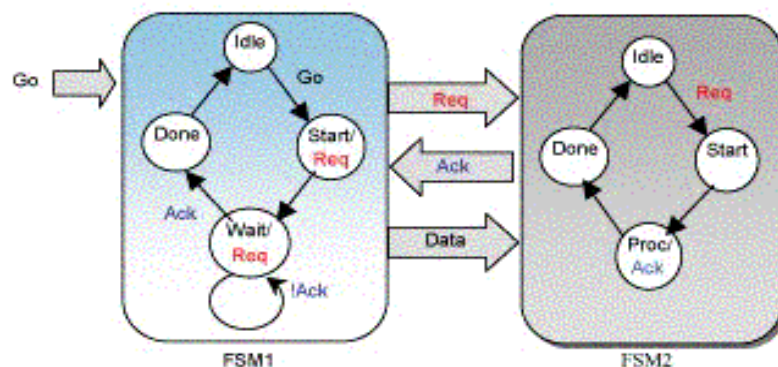 Go
Idle
Go
Done
Start/
Req
Ack
Wait/
Req
!Ack
FSM1
Req
Ack
Data
Idle
Req
Done
Start
Proc/
Ack
FSM2